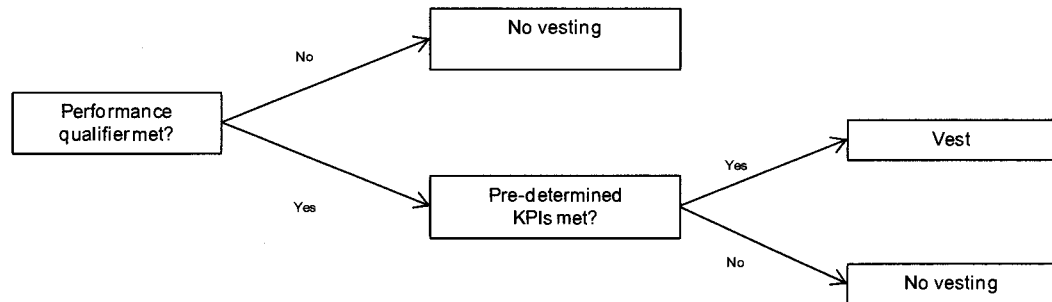 No vesting
No
Performance
qualifier met?
Vest
Yes
Pre-determined
KPIs met?
Yes
No
No vesting